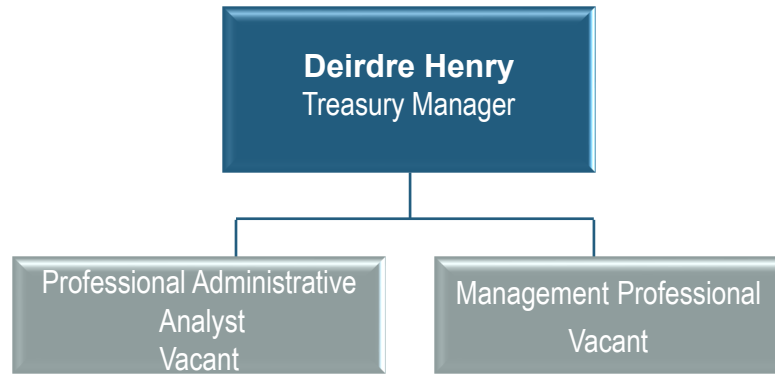 Deirdre Henry
Treasury Manager
Professional Administrative
Analyst
Vacant
Management Professional
Vacant